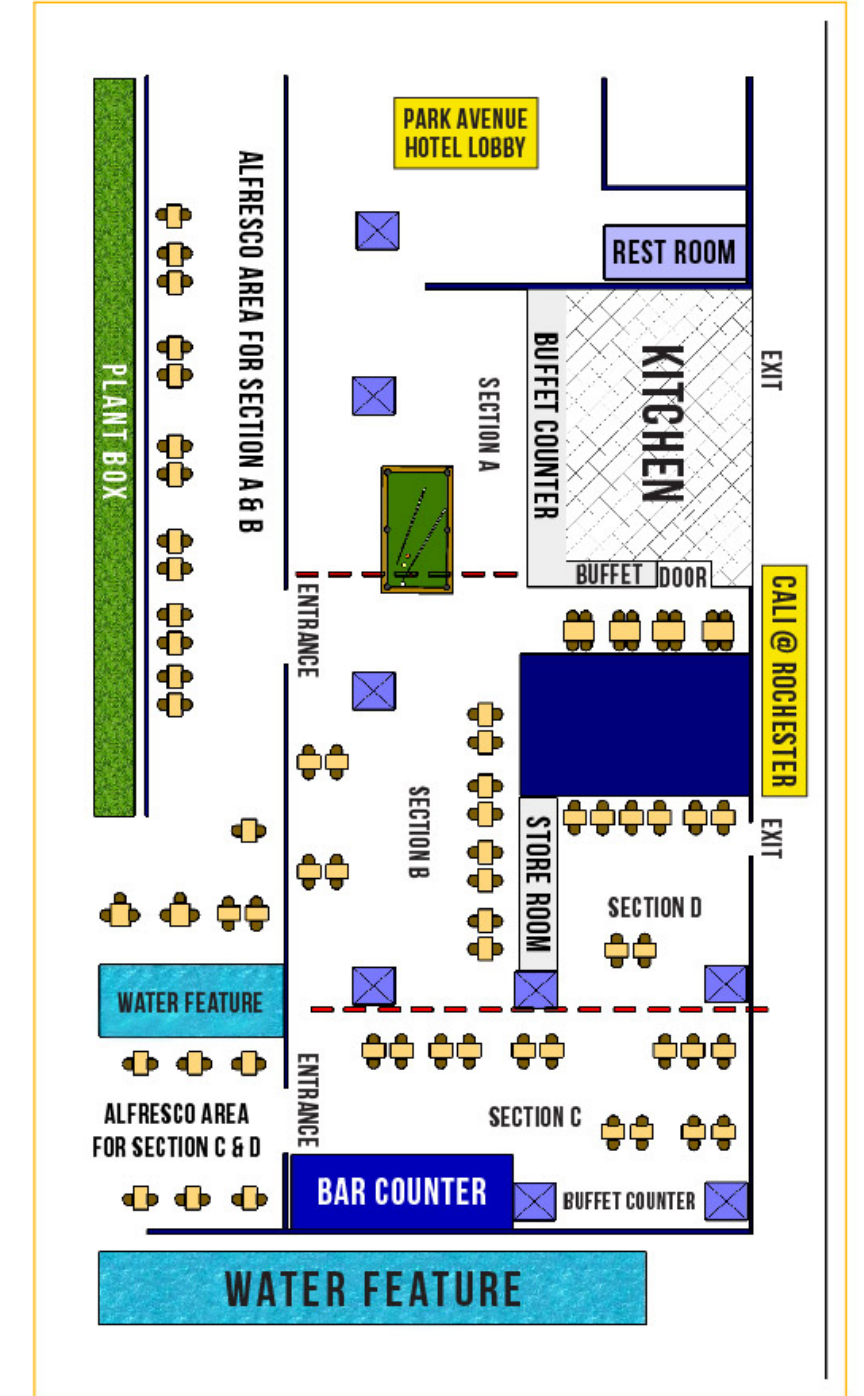 PARK AVENUE
HOTEL LOBBY
ALFRESCO AREA FOR SECTION A & B
REST ROOM
PLANT BOX
SECTION A
BUFFET COUNTER
KITCHEN
EXIT
BUFFET
DOOR
ENTRANCE
CALI @ ROCHESTER
SECTION B
STORE ROOM
EXIT
SECTION D
WATER FEATURE
ENTRANCE
ALFRESCO AREA
FOR SECTION C & D
SECTION C
BAR COUNTER
BUFFET COUNTER
WATER FEATURE